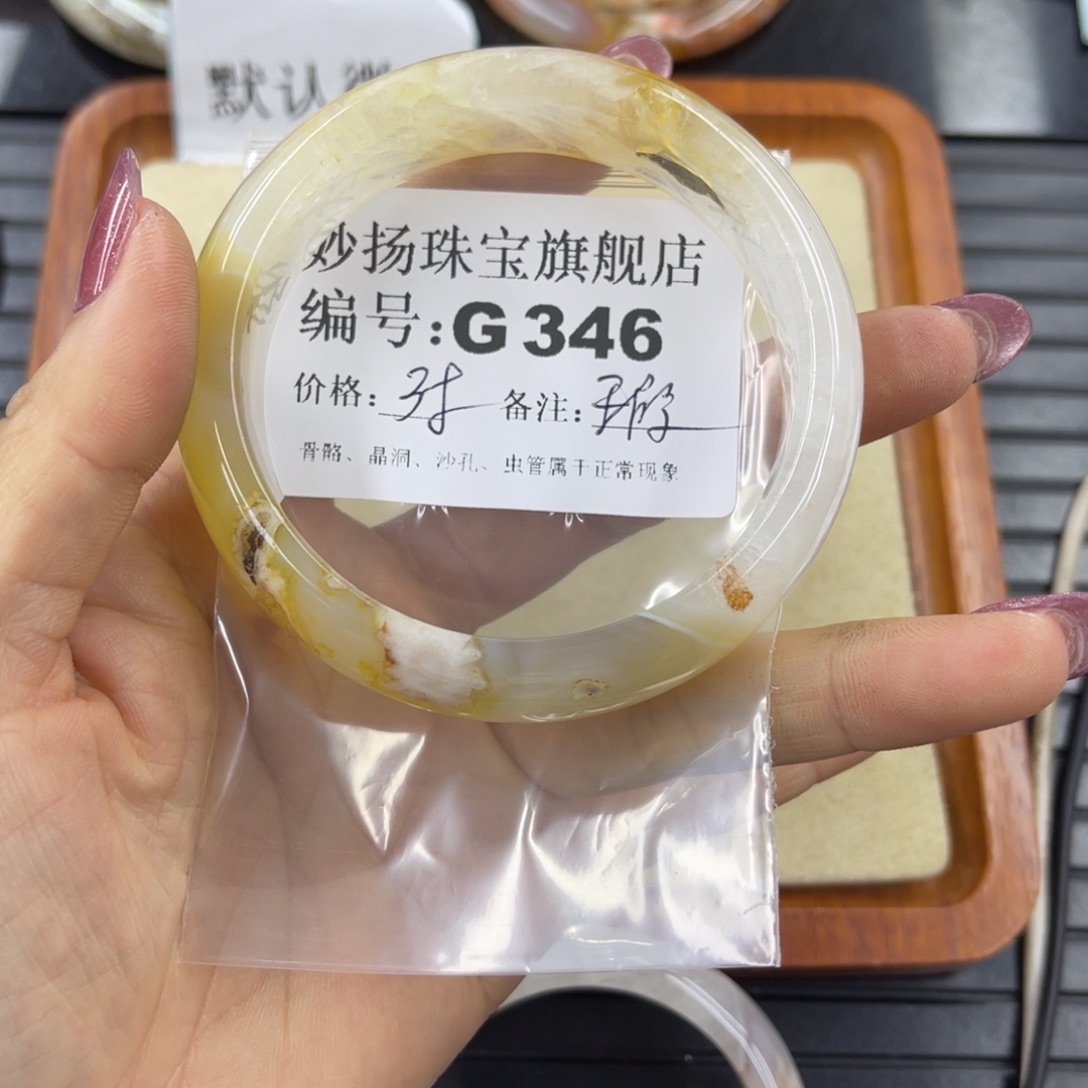 默认微
妙扬珠宝旗舰店
编号:G 346
价格: 备注:
骨骼、晶洞、沙孔、虫管属于正常现象